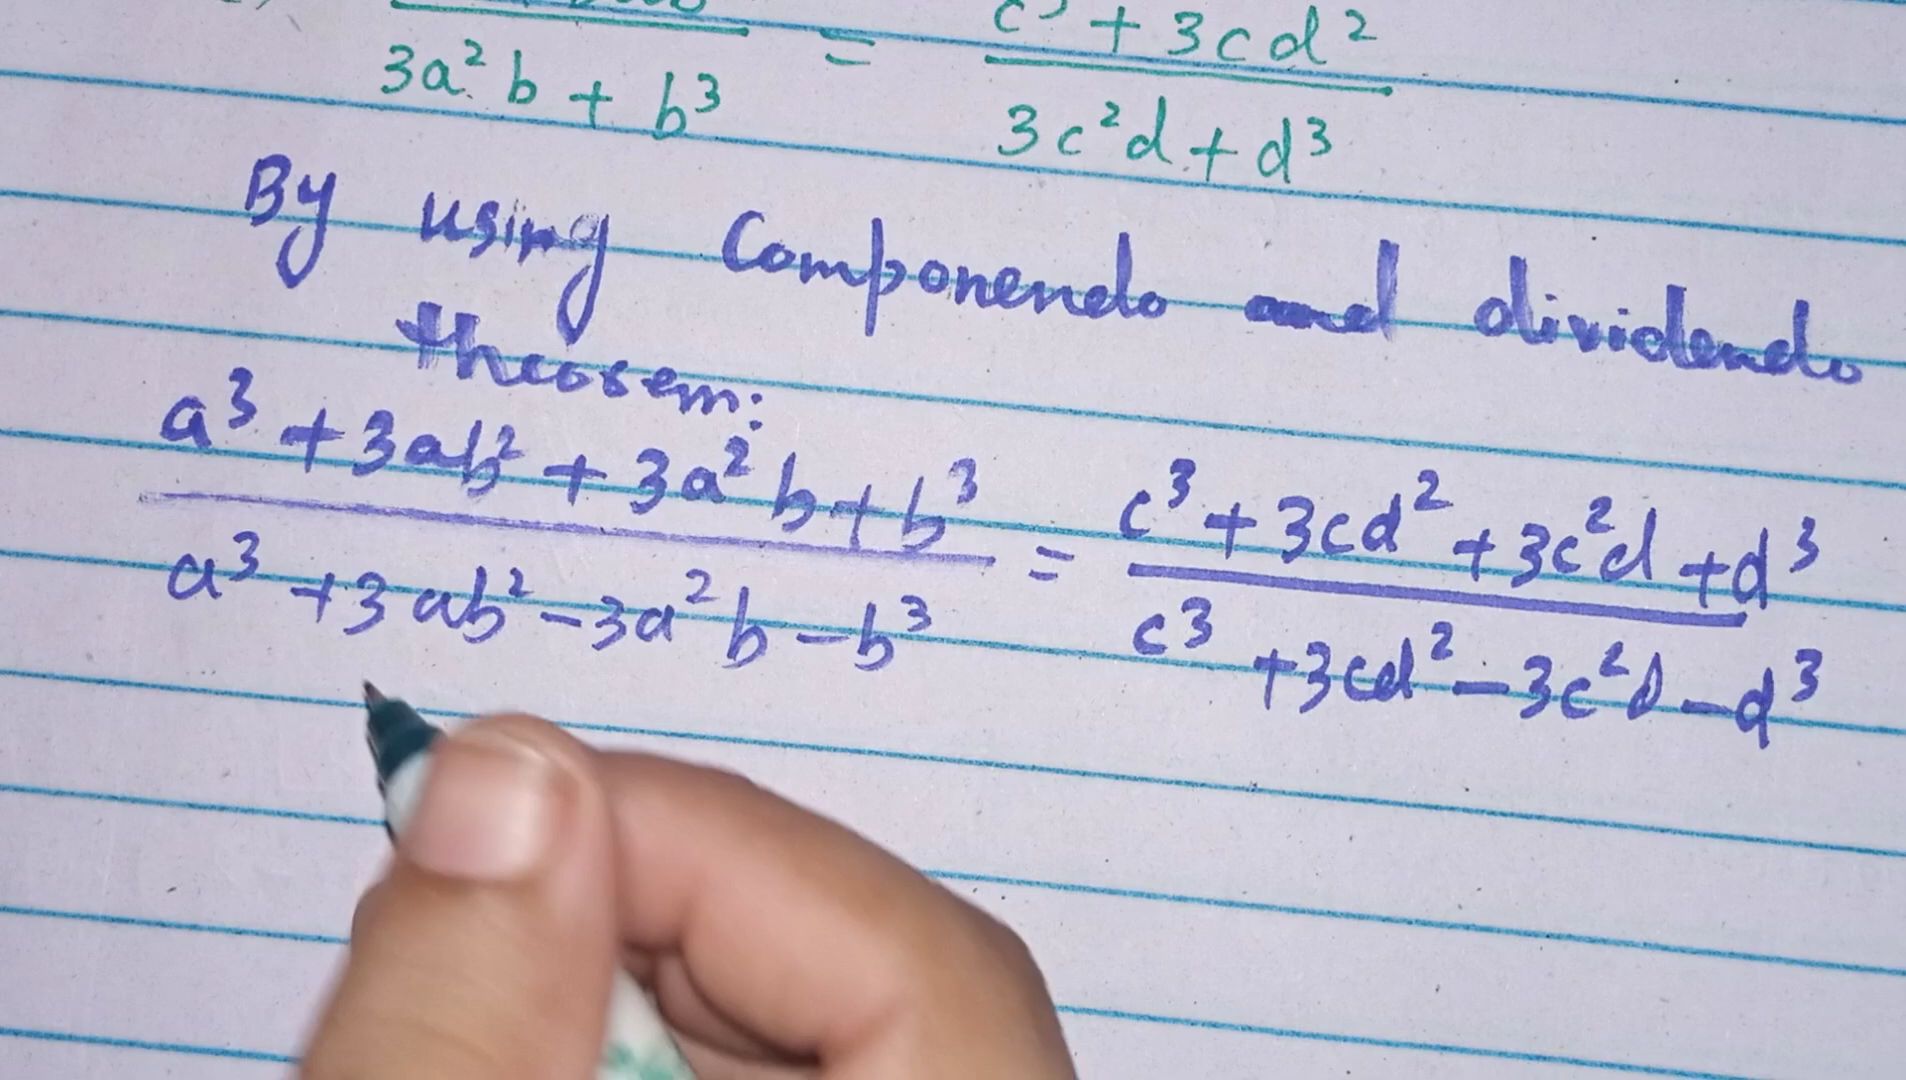 c³ + 3cd²
=
3a²b + b³
3c²d + d³
By using Componendo and dividendo
theorem:
a³ + 3ab² + 3a²b + b³ = c³ + 3cd² + 3c²d + d³
a³ + 3ab² - 3a²b - b³ c³ + 3cd² - 3c²d - d³